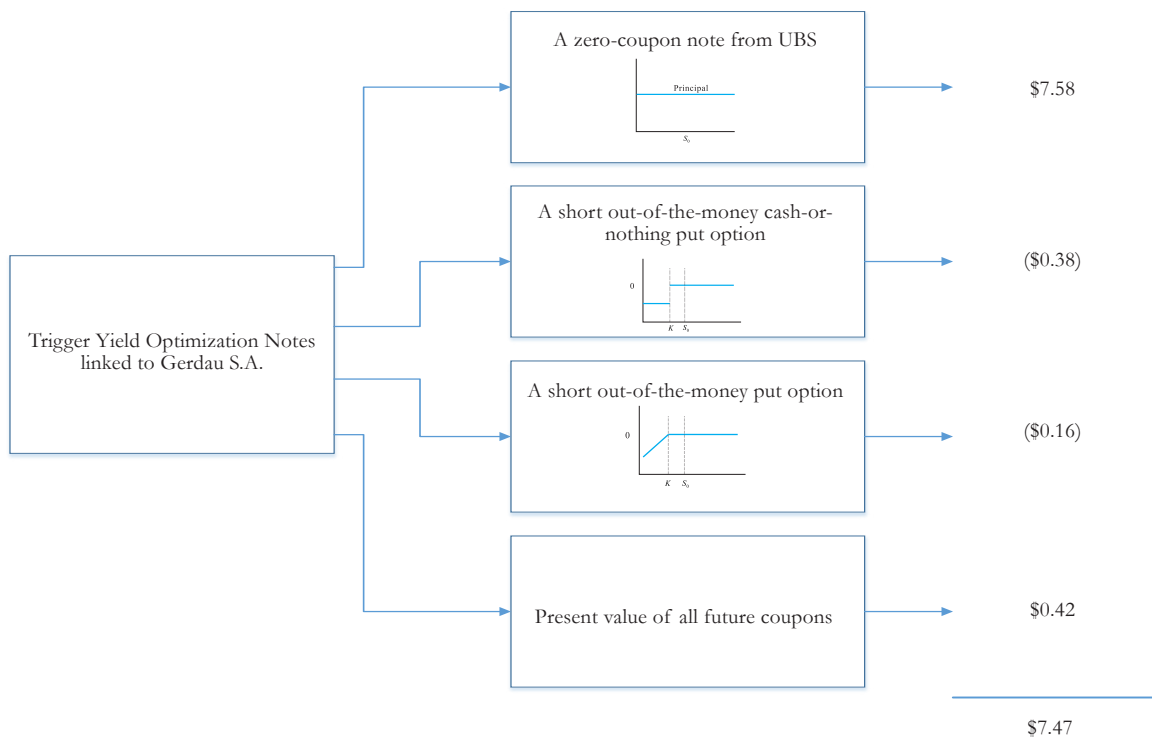 A zero-coupon note from UBS
Principal
S₀
$7.58
A short out-of-the-money cash-or-
nothing put option
0
K S₀
($0.38)
Trigger Yield Optimization Notes
linked to Gerdau S.A.
A short out-of-the-money put option
0
K S₀
($0.16)
Present value of all future coupons
$0.42
$7.47